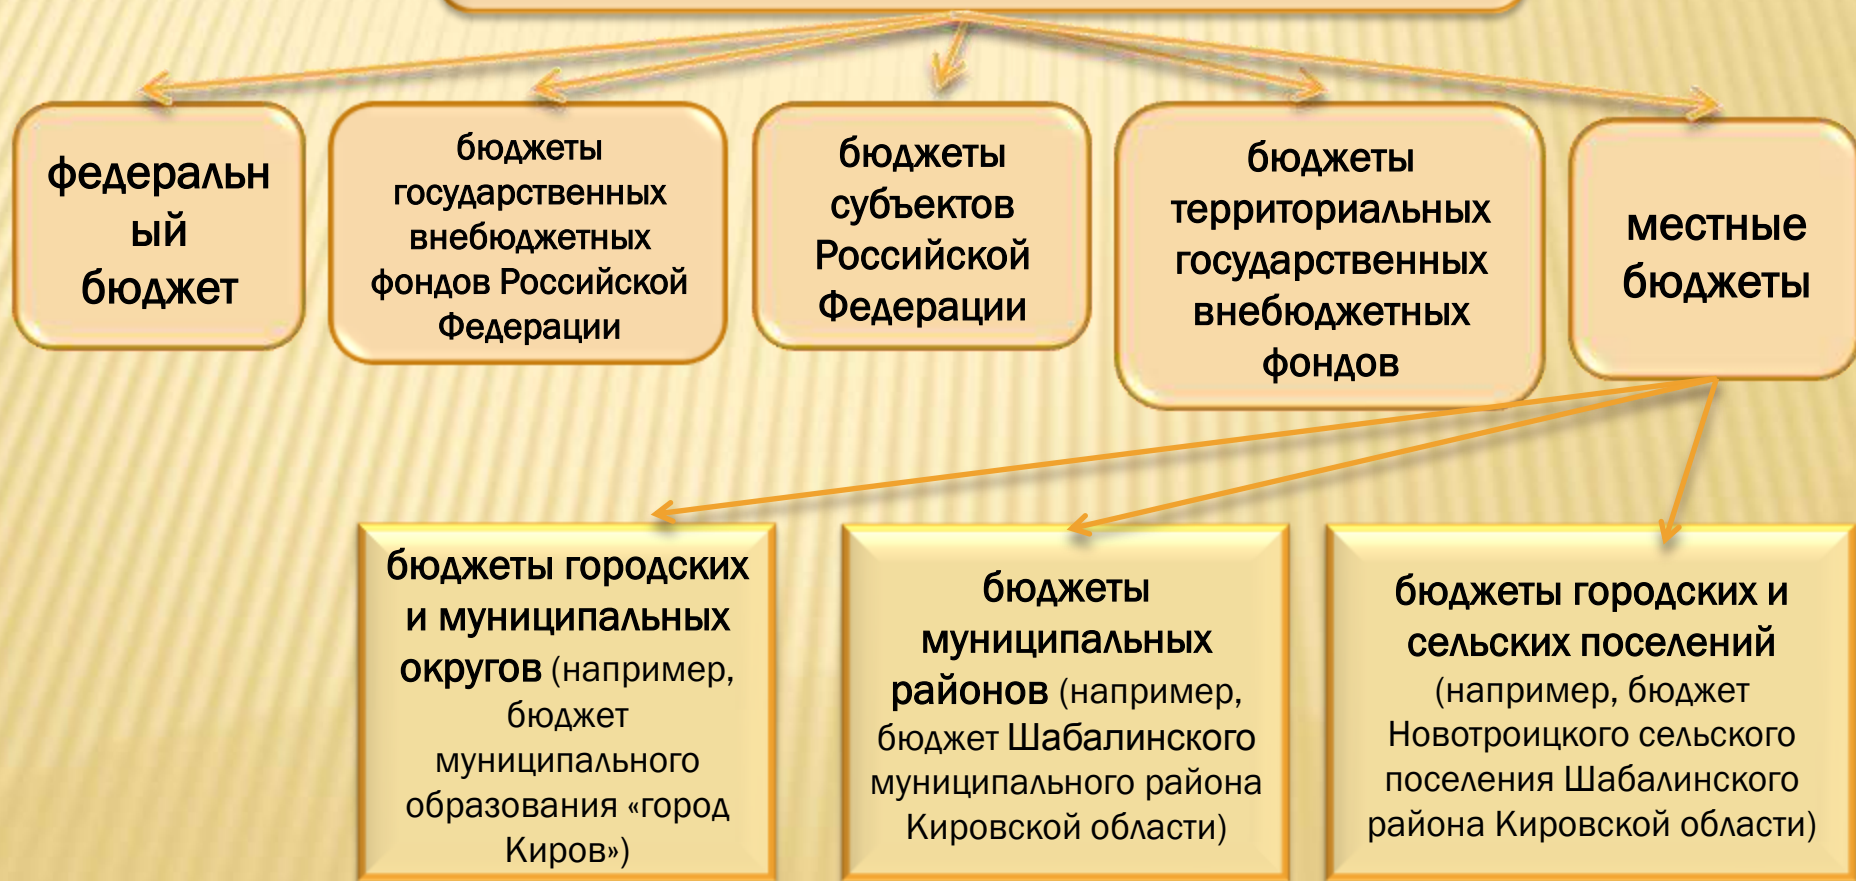 федеральн
ый
бюджет
бюджеты
государственных
внебюджетных
фондов Российской
Федерации
бюджеты
субъектов
Российской
Федерации
бюджеты
территориальных
государственных
внебюджетных
фондов
местные
бюджеты
бюджеты городских
и муниципальных
округов (например,
бюджет
муниципального
образования «город
Киров»)
бюджеты
муниципальных
районов (например,
бюджет Шабалинского
муниципального района
Кировской области)
бюджеты городских и
сельских поселений
(например, бюджет
Новотроицкого сельского
поселения Шабалинского
района Кировской области)